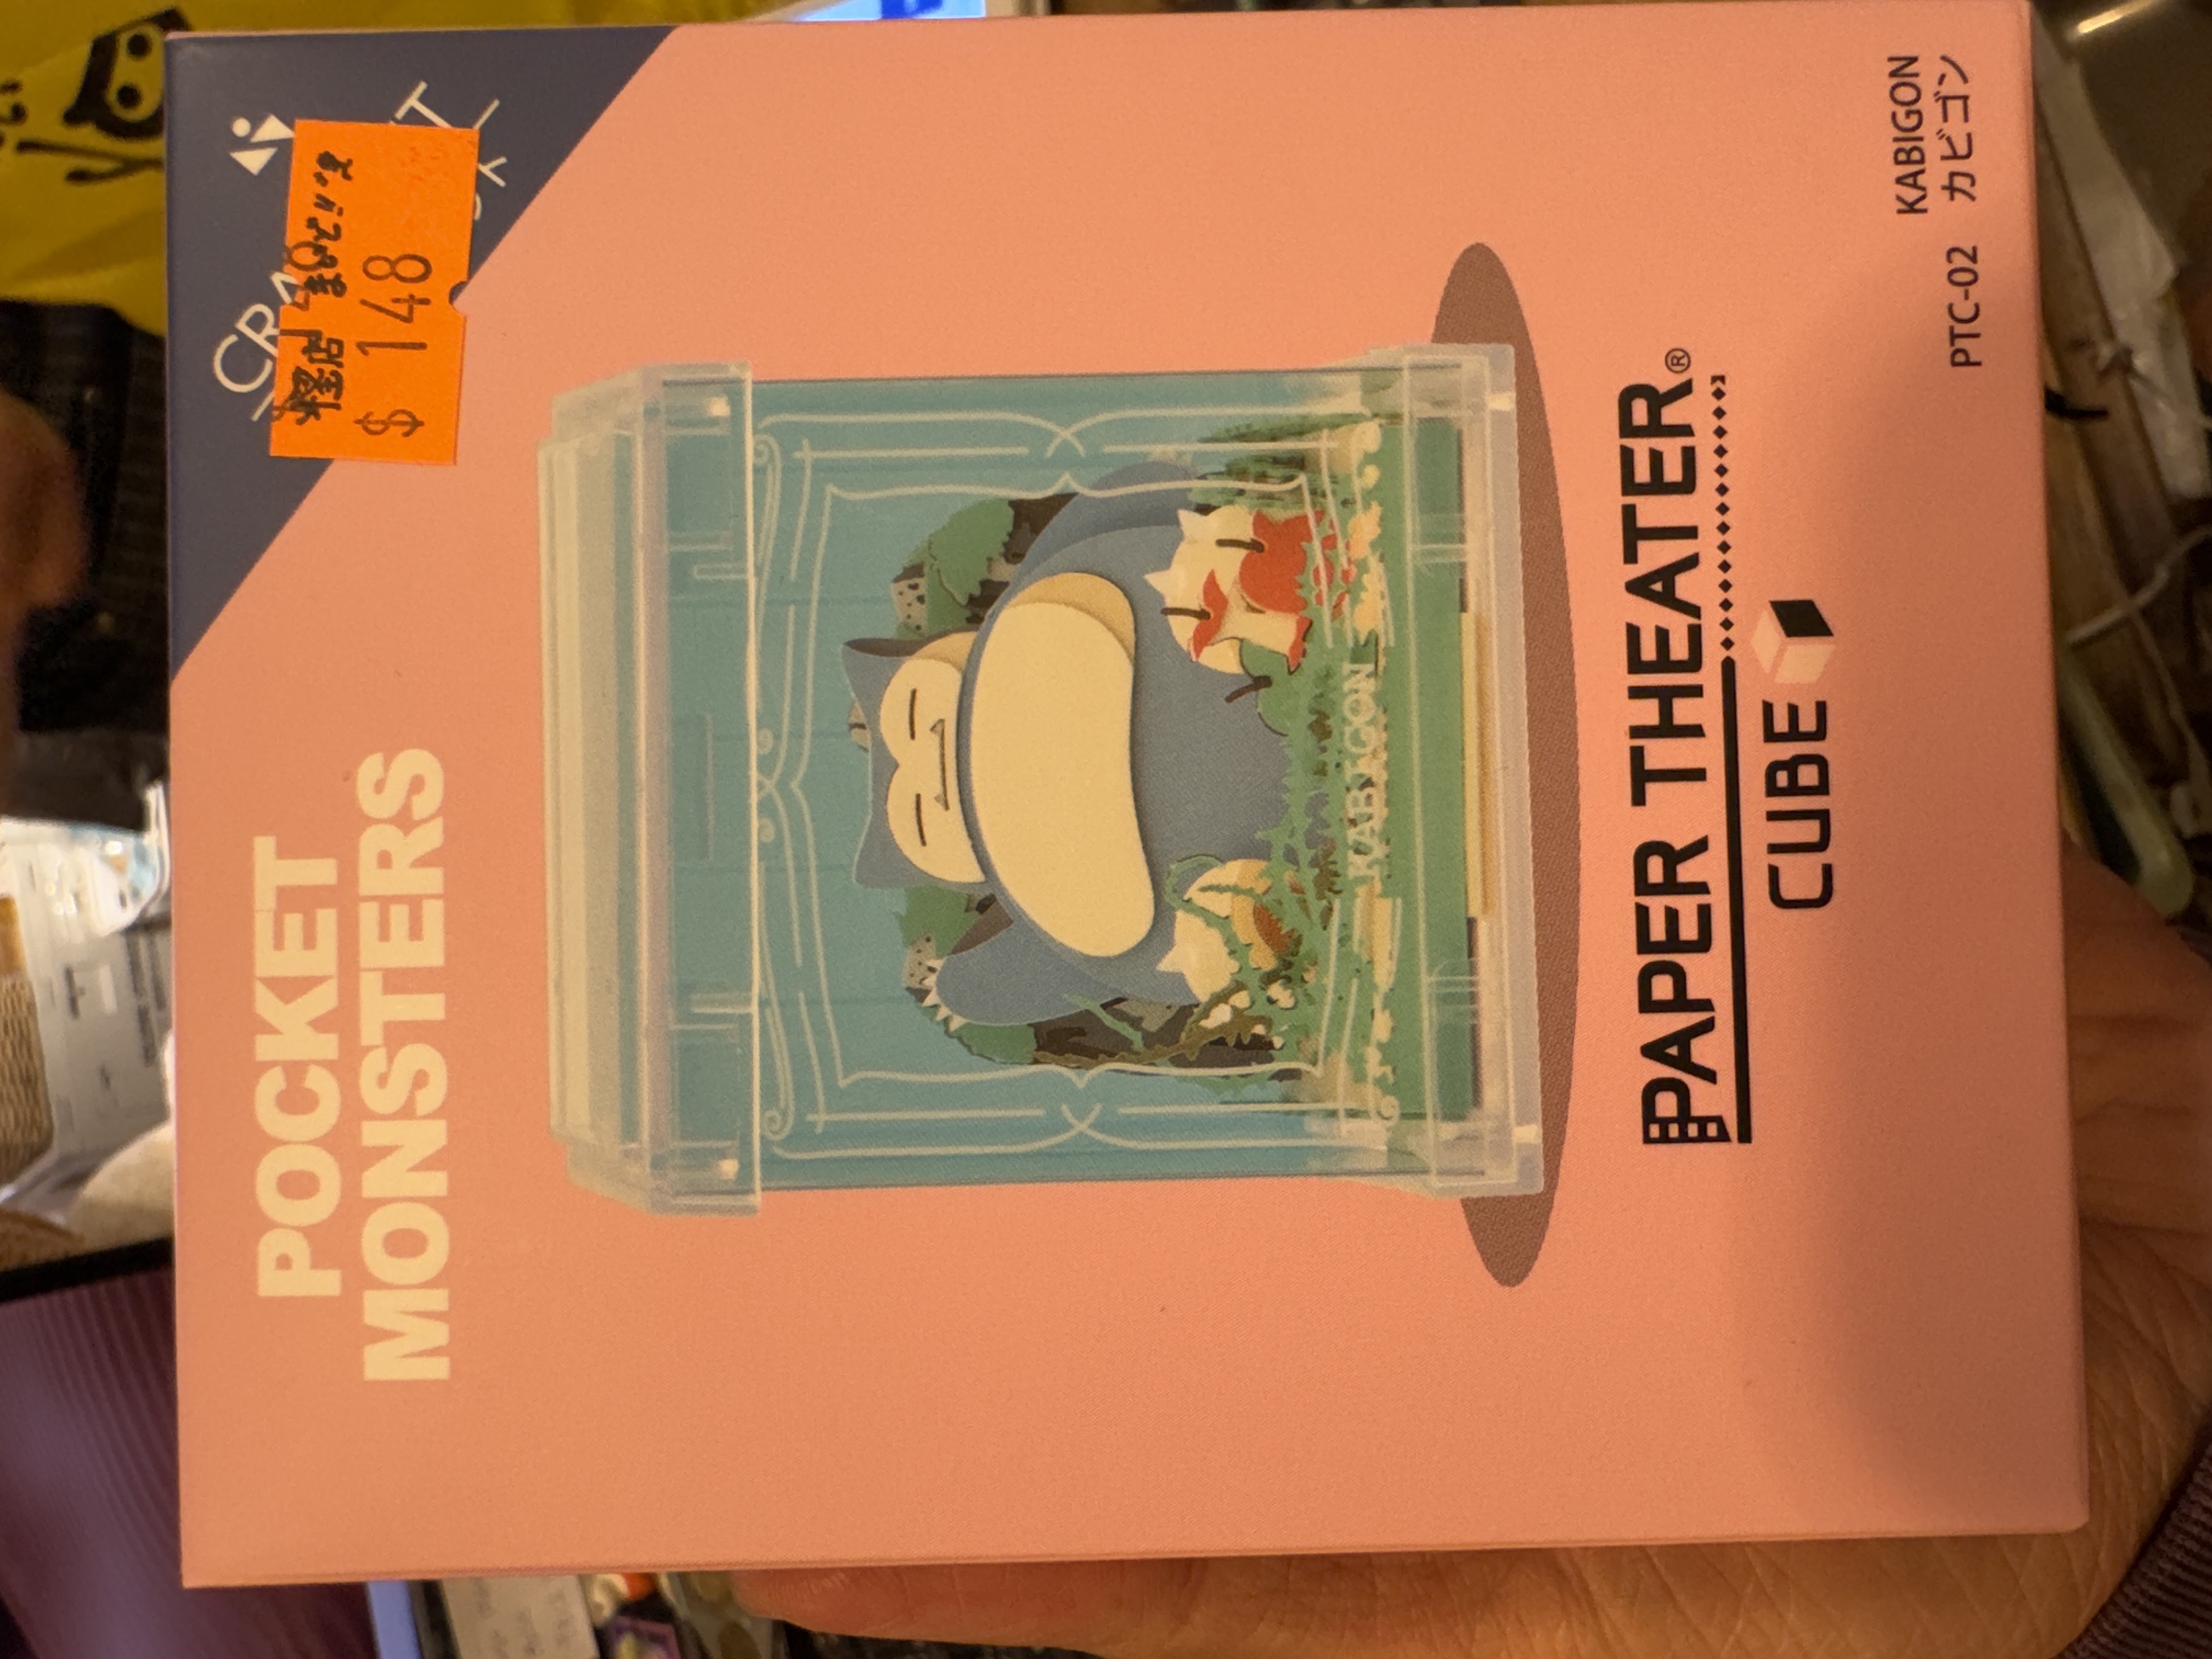 $ 148
POCKET
MONSTERS
KABIGON
PAPER THEATER®
CUBE
KABIGON
PTC-02 カビゴン